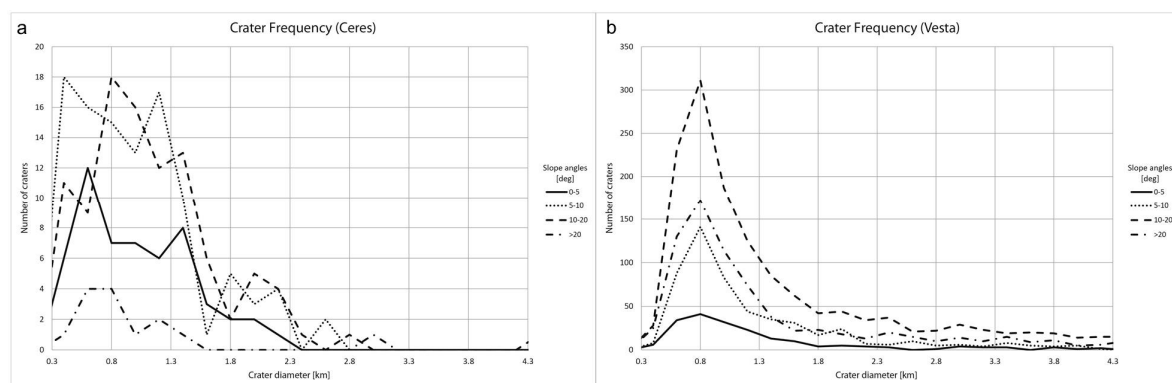 a
Crater Frequency (Ceres)
20
18
16
14
12
10
8
6
4
2
0
Number of craters
0.3 0.8 1.3 1.8 2.3 2.8 3.3 3.8 4.3
Crater diameter [km]
Slope angles
[deg]
0-5
5-10
10-20
>20
b
Crater Frequency (Vesta)
350
300
250
200
150
100
50
0
Number of craters
0.3 0.8 1.3 1.8 2.3 2.8 3.3 3.8 4.3
Crater diameter [km]
Slope angles
[deg]
0-5
5-10
10-20
>20